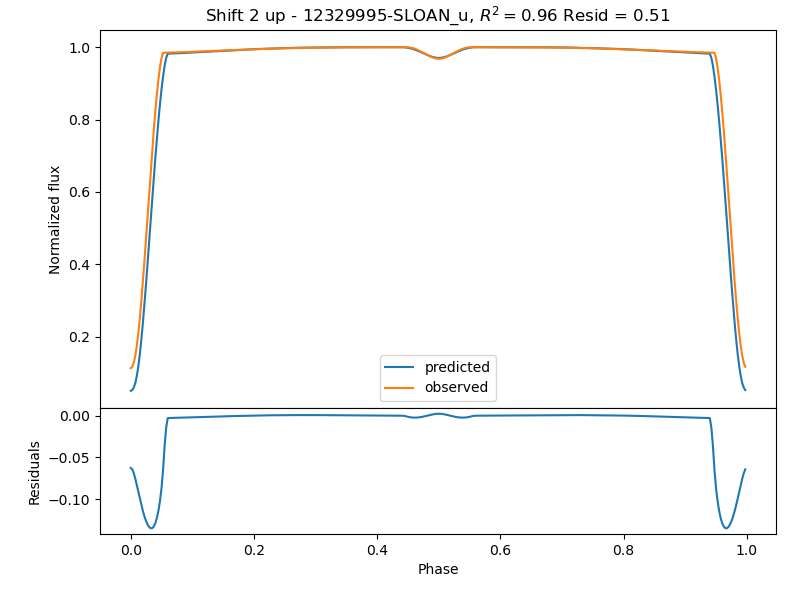 Shift 2 up - 12329995-SLOAN_u, R² = 0.96 Resid = 0.51
Normalized flux
1.0
0.8
0.6
0.4
0.2
predicted
observed
Residuals
0.00
−0.05
−0.10
0.0 0.2 0.4 0.6 0.8 1.0
Phase